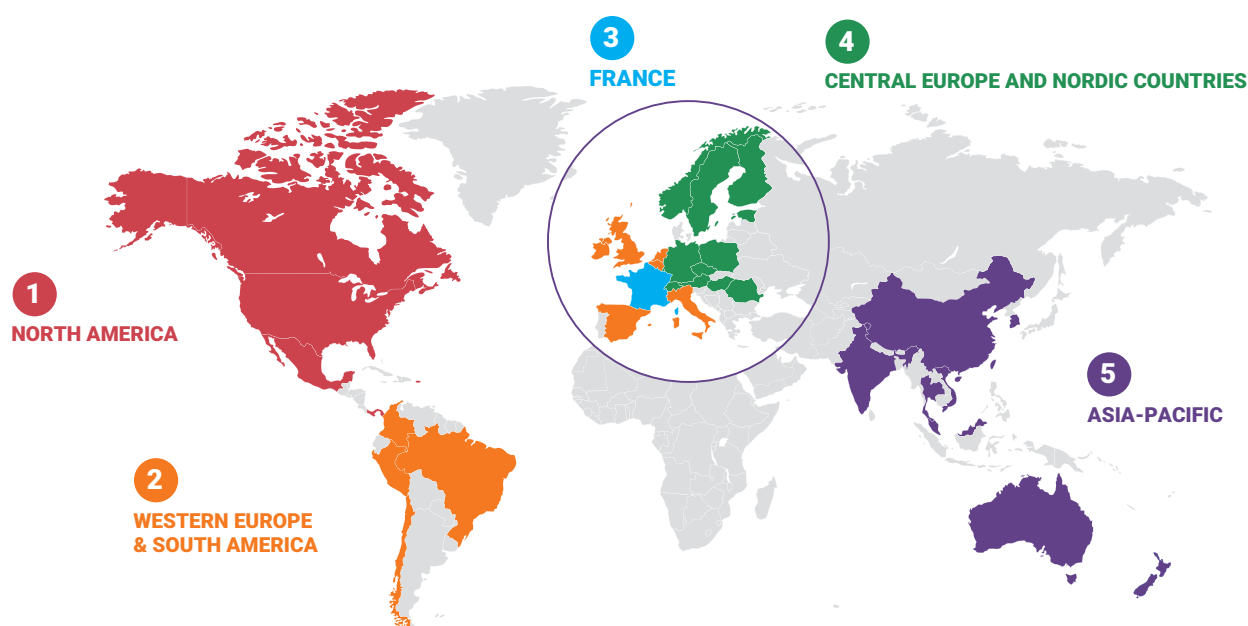 3
FRANCE
4
CENTRAL EUROPE AND NORDIC COUNTRIES
1
NORTH AMERICA
5
ASIA-PACIFIC
2
WESTERN EUROPE
& SOUTH AMERICA